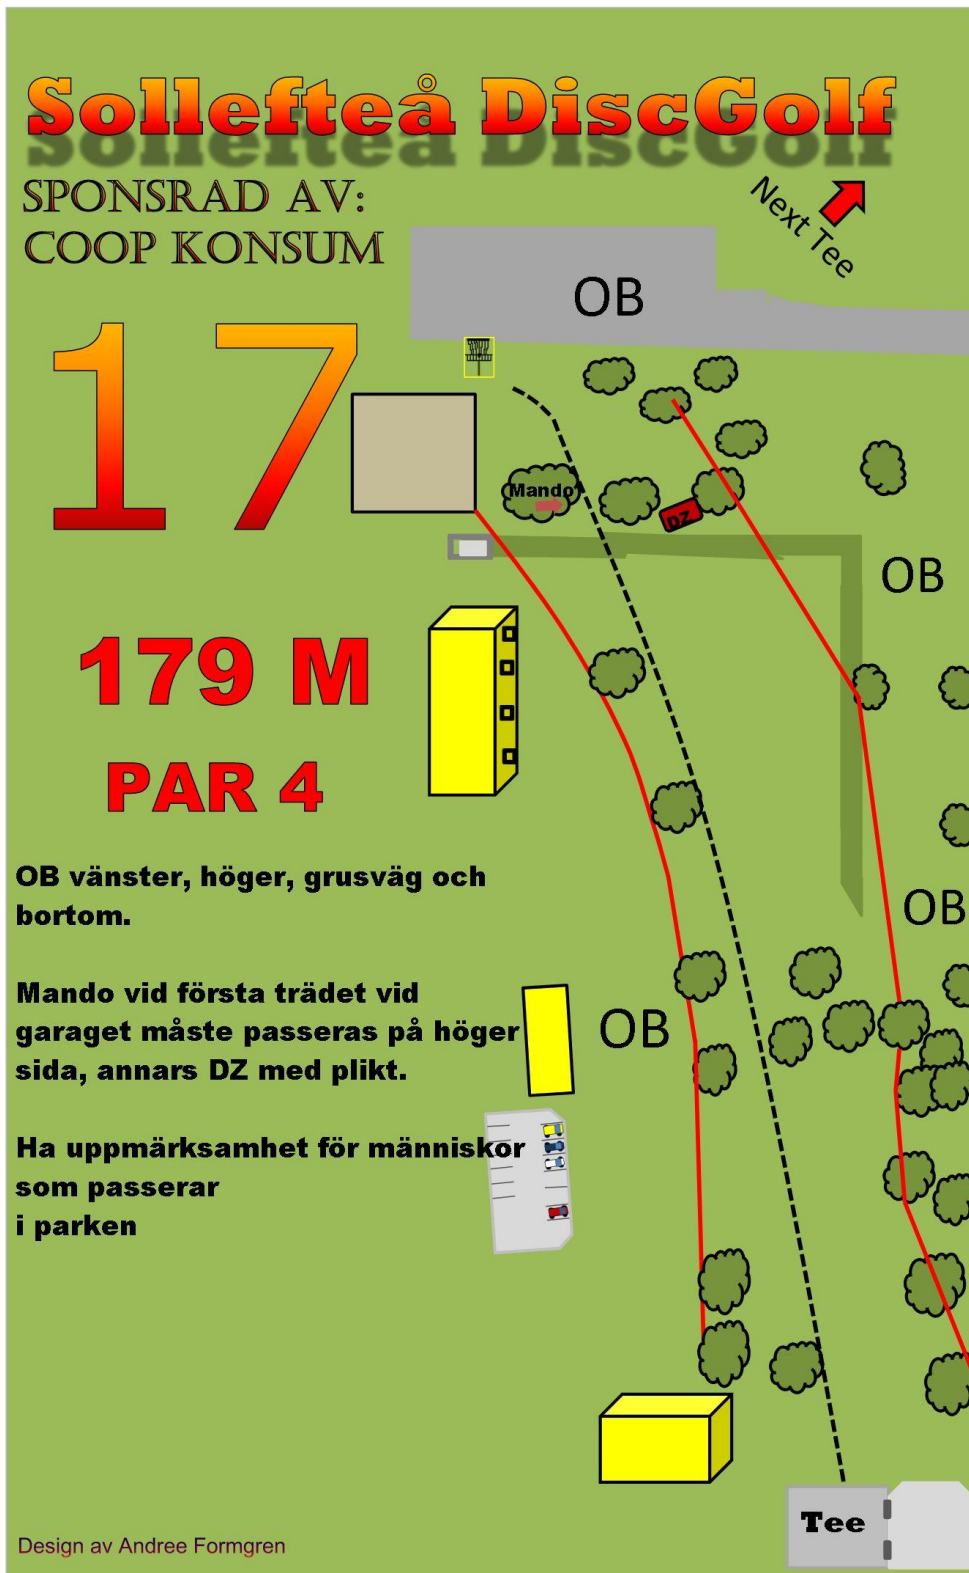 Sollefteå DiscGolf
SPONSRAD AV:
COOP KONSUM
Next Tee
OB
17
Mando
DZ
OB
179 M
PAR 4
OB vänster, höger, grusväg och
bortom.
OB
Mando vid första trädet vid
garaget måste passeras på höger
sida, annars DZ med plikt.
OB
Ha uppmärksamhet för människor
som passerar
i parken
Tee
Design av Andree Formgren